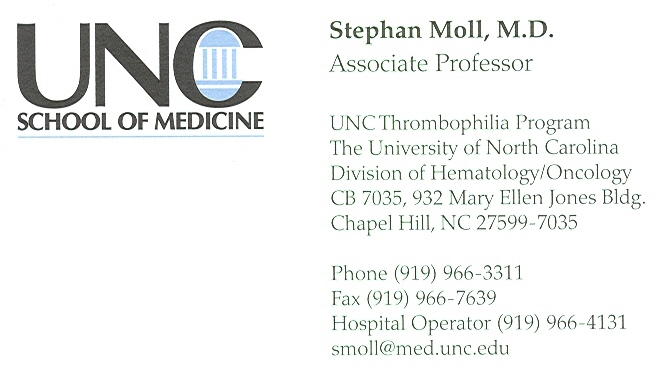 UNC
SCHOOL OF MEDICINE
Stephan Moll, M.D.
Associate Professor
UNC Thrombophilia Program
The University of North Carolina
Division of Hematology/Oncology
CB 7035, 932 Mary Ellen Jones Bldg.
Chapel Hill, NC 27599-7035
Phone (919) 966-3311
Fax (919) 966-7639
Hospital Operator (919) 966-4131
smoll@med.unc.edu